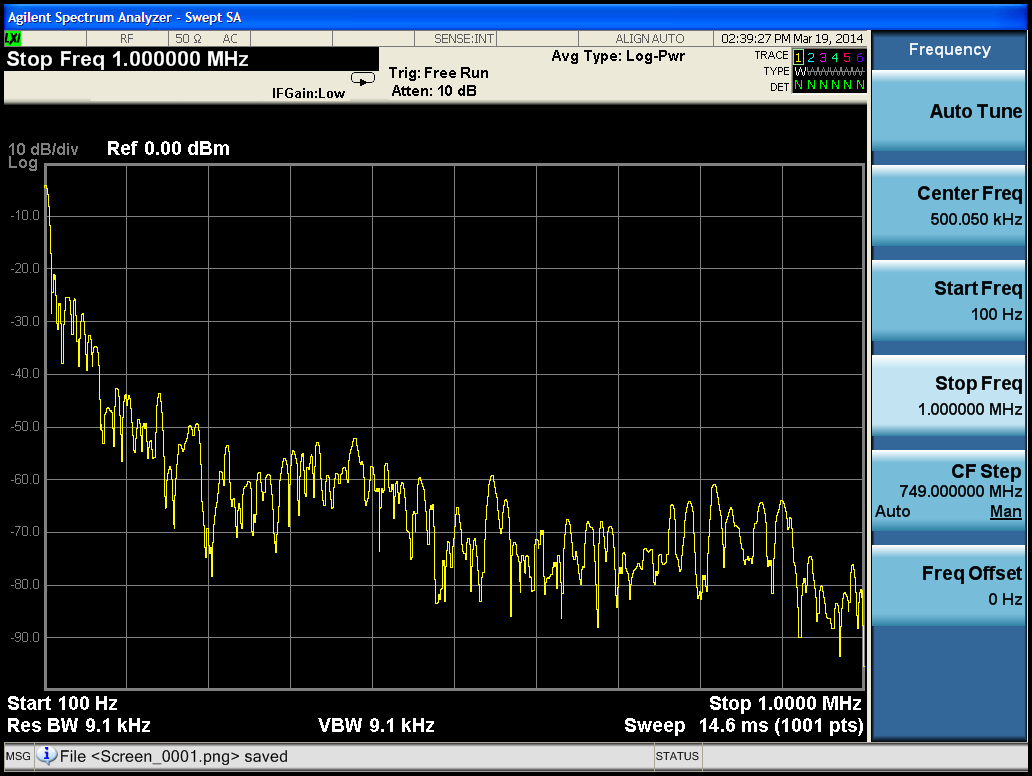 Agilent Spectrum Analyzer - Swept SA
LXI RF 50 Ω AC SENSE:INT ALIGN AUTO 02:39:27 PM Mar 19, 2014
Stop Freq 1.000000 MHz
IFGain:Low
Trig: Free Run
Atten: 10 dB
Avg Type: Log-Pwr
TRACE 1 2 3 4 5 6
TYPE WWWWWW
DET N N N N N N
10 dB/div
Log
Ref 0.00 dBm
-10.0
-20.0
-30.0
-40.0
-50.0
-60.0
-70.0
-80.0
-90.0
Start 100 Hz
Stop 1.0000 MHz
Res BW 9.1 kHz
VBW 9.1 kHz
Sweep 14.6 ms (1001 pts)
MSG File <Screen_0001.png> saved
STATUS
Frequency
Auto Tune
Center Freq
500.050 kHz
Start Freq
100 Hz
Stop Freq
1.000000 MHz
CF Step
749.000000 MHz
Auto Man
Freq Offset
0 Hz